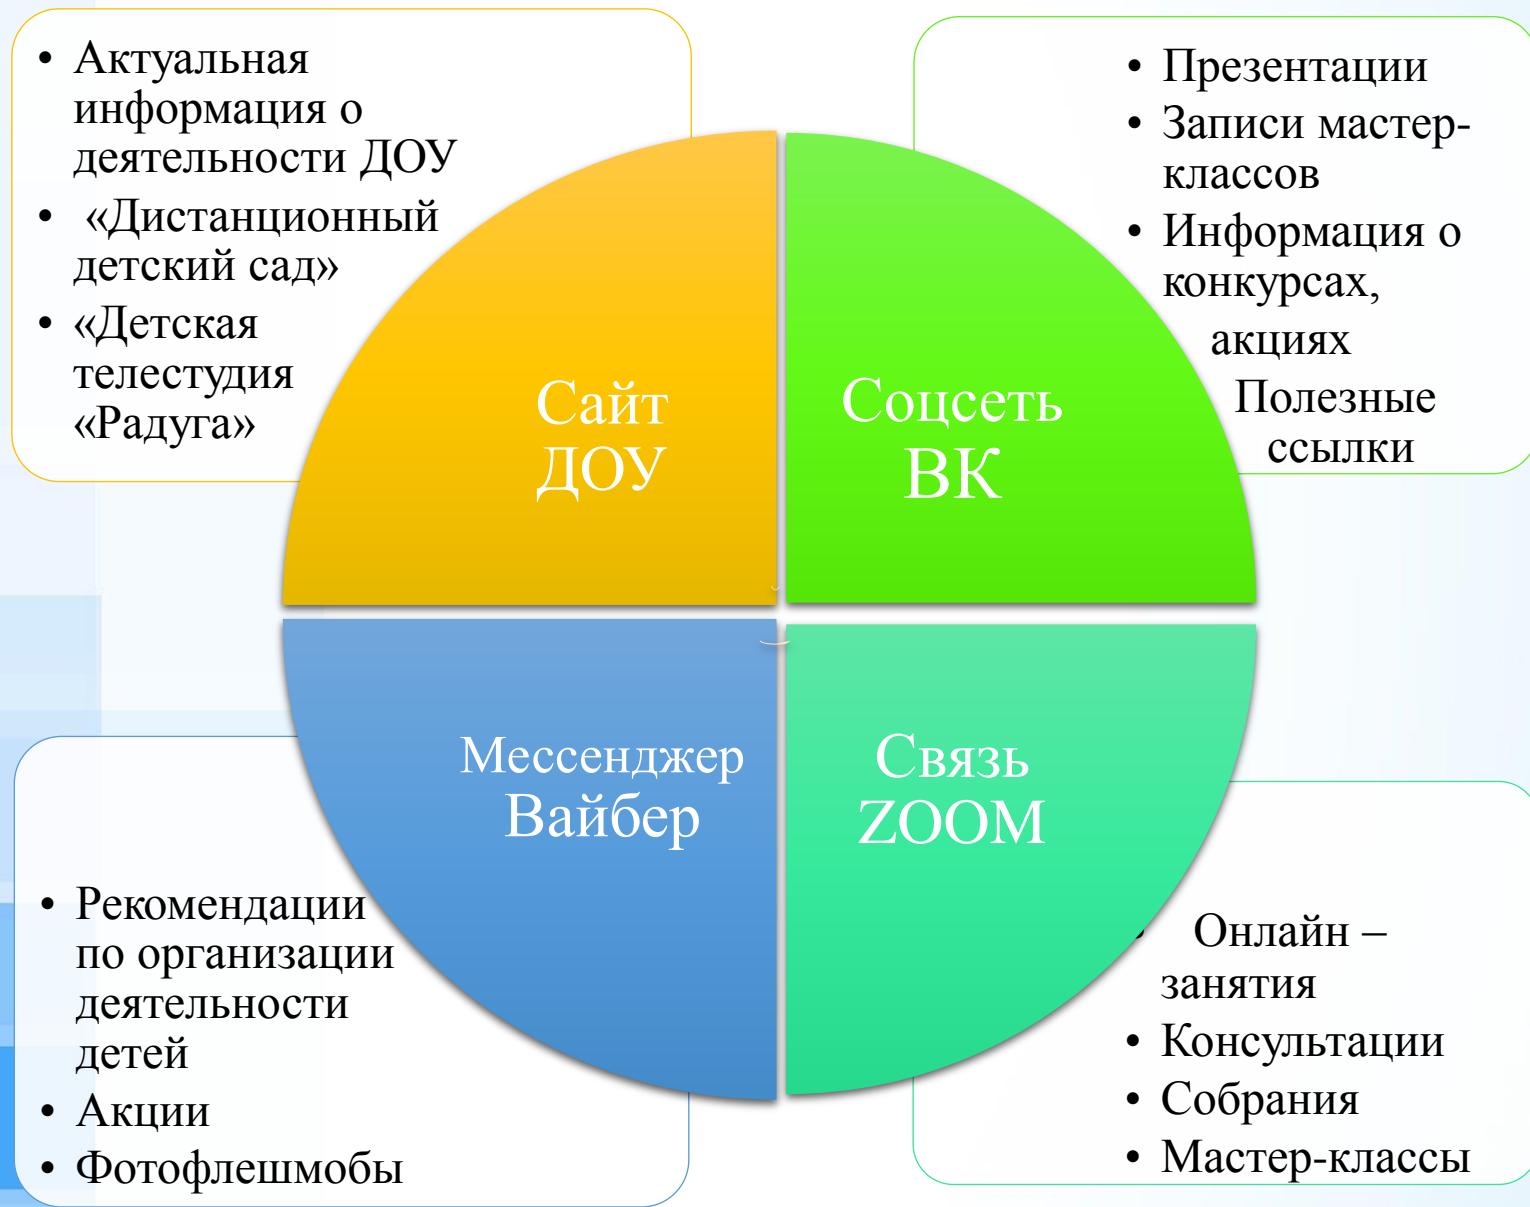 • Актуальная
информация о
деятельности ДОУ
• «Дистанционный
детский сад»
• «Детская
телестудия
«Радуга»
• Презентации
• Записи мастер-
классов
• Информация о
конкурсах,
акциях
Полезные
ссылки
Сайт
ДОУ
Соцсеть
ВК
Мессенджер
Вайбер
Связь
ZOOM
• Рекомендации
по организации
деятельности
детей
• Акции
• Фотофлешмобы
• Онлайн –
занятия
• Консультации
• Собрания
• Мастер-классы